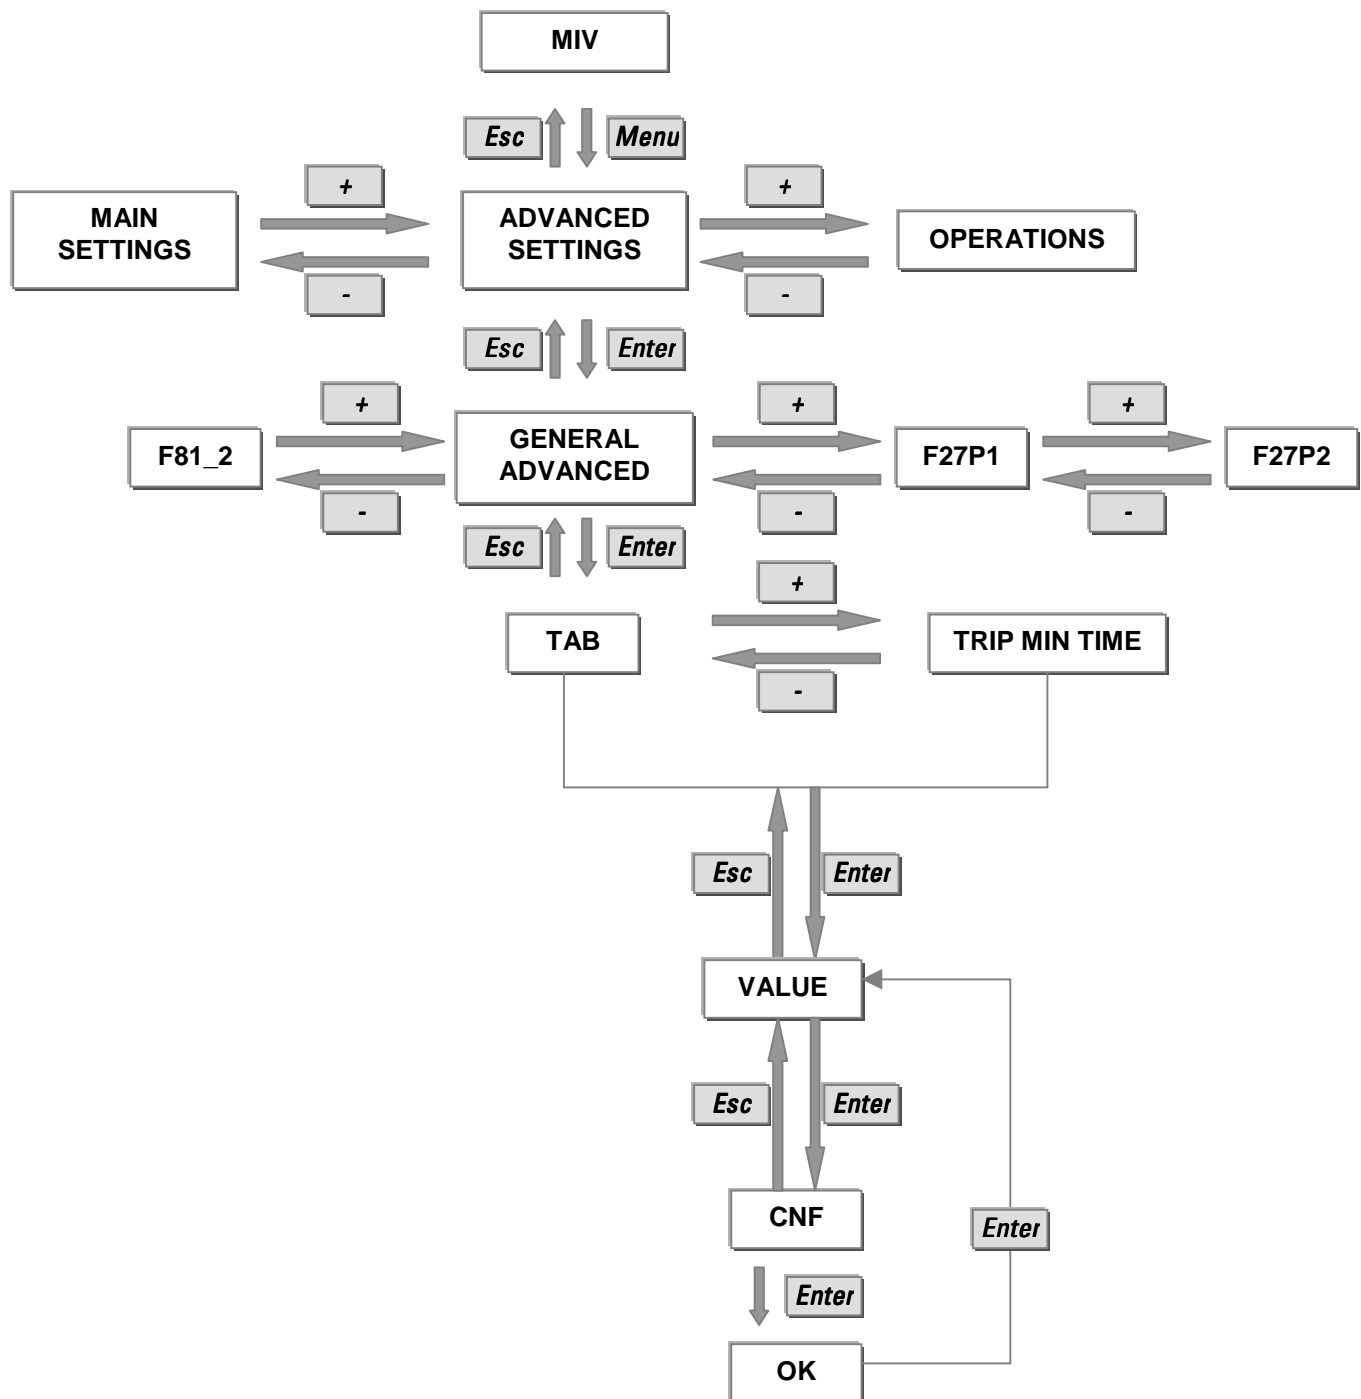 MIV
Esc
Menu
+
+
MAIN
SETTINGS
ADVANCED
SETTINGS
OPERATIONS
-
-
Esc
Enter
+
+
+
F81_2
GENERAL
ADVANCED
F27P1
F27P2
-
-
-
Esc
Enter
+
TAB
TRIP MIN TIME
-
Esc
Enter
VALUE
Esc
Enter
CNF
Enter
Enter
OK